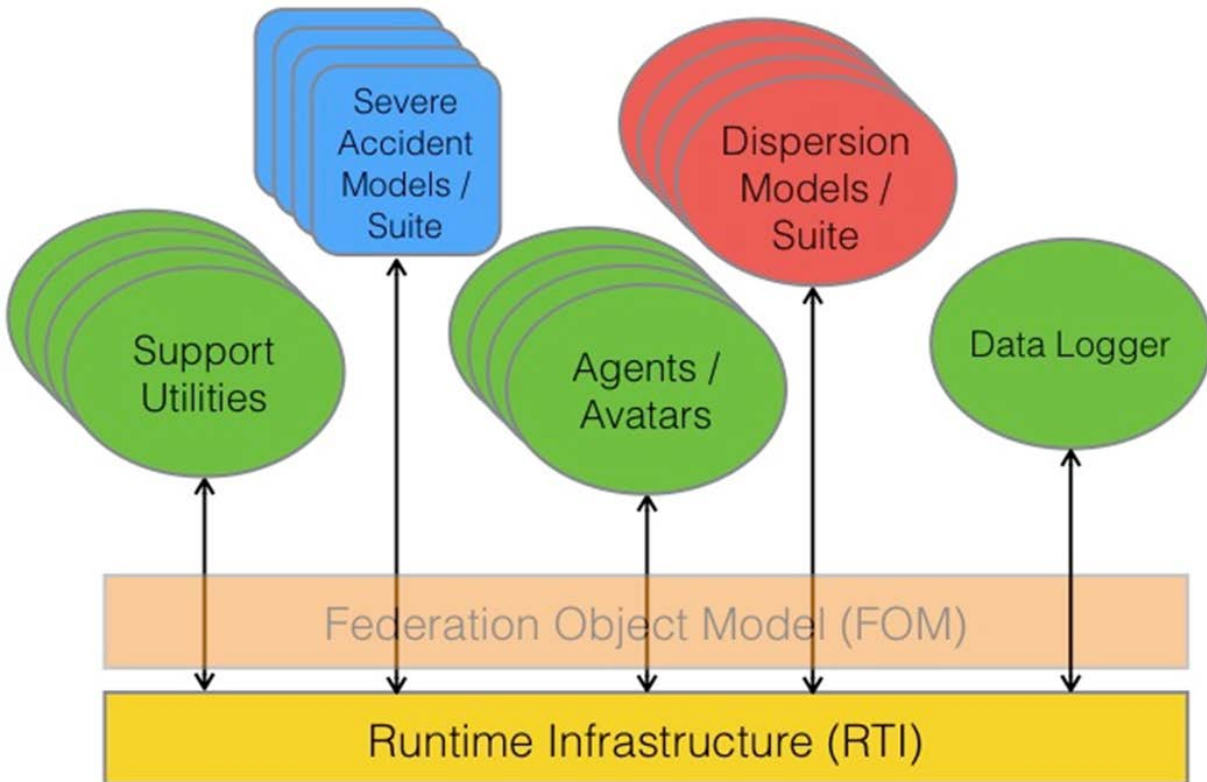 Severe
Accident
Models /
Suite
Dispersion
Models /
Suite
Support
Utilities
Agents /
Avatars
Data Logger
Federation Object Model (FOM)
Runtime Infrastructure (RTI)